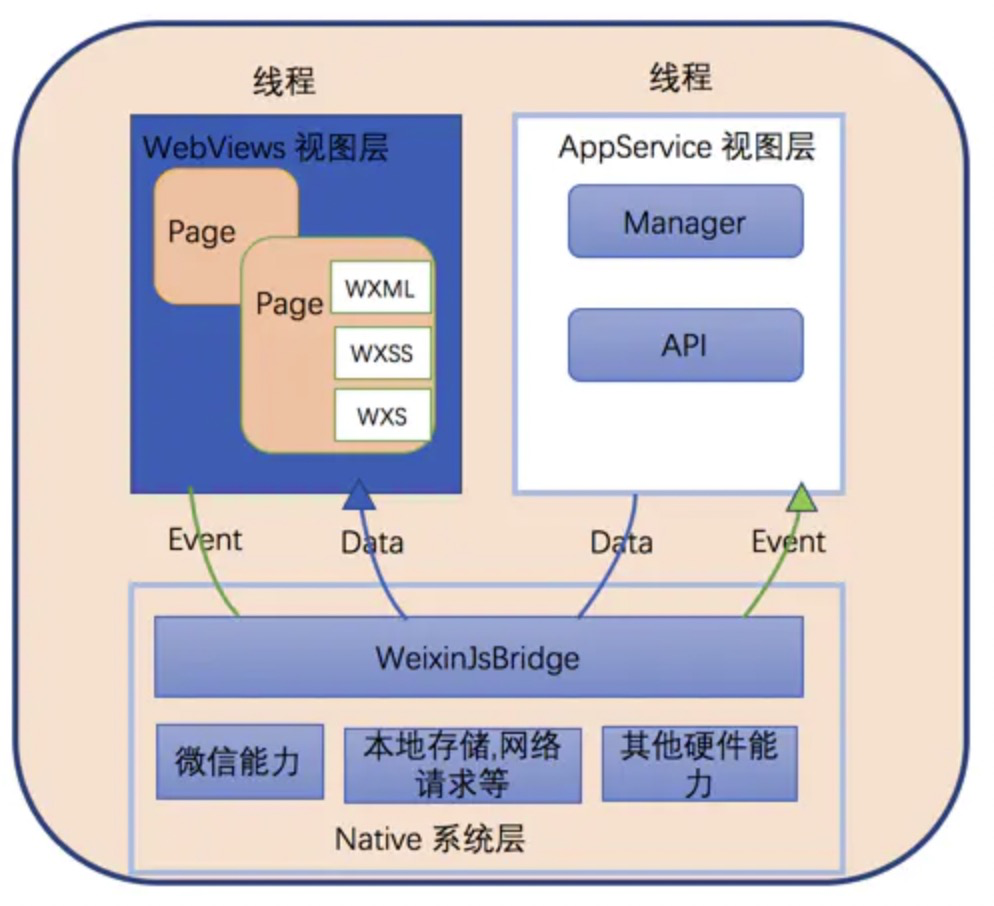 线程
线程
WebViews 视图层
Page
Page
WXML
WXSS
WXS
AppService 视图层
Manager
API
Event
Data
Data
Event
WeixinJsBridge
微信能力
本地存储,网络
请求等
其他硬件能
力
Native 系统层